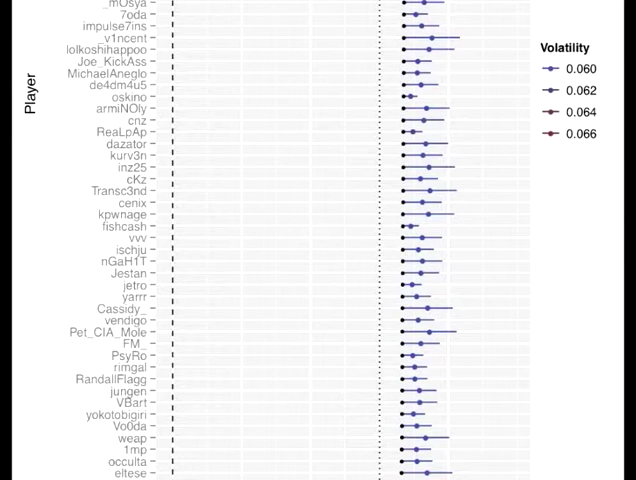 _mOsya
7oda
impulse7ins
_v1ncent
lolkoshihappoo
Joe_KickAss
MichaelAneglo
de4dm4u5
oskino
armiNOly
cnz
ReaLpAp
dazator
kurv3n
inz25
cKz
Transc3nd
cenix
kpwnage
fishcash
vvv
ischju
nGaH1T
Jestan
jetro
yarrr
Cassidy_
vendigo
Pet_CIA_Mole
FM_
PsyRo
rimgal
RandallFlagg
jungen
VBart
yokotobigiri
Vo0da
weap
1mp
occulta
eltese
Player
Volatility
0.060
0.062
0.064
0.066